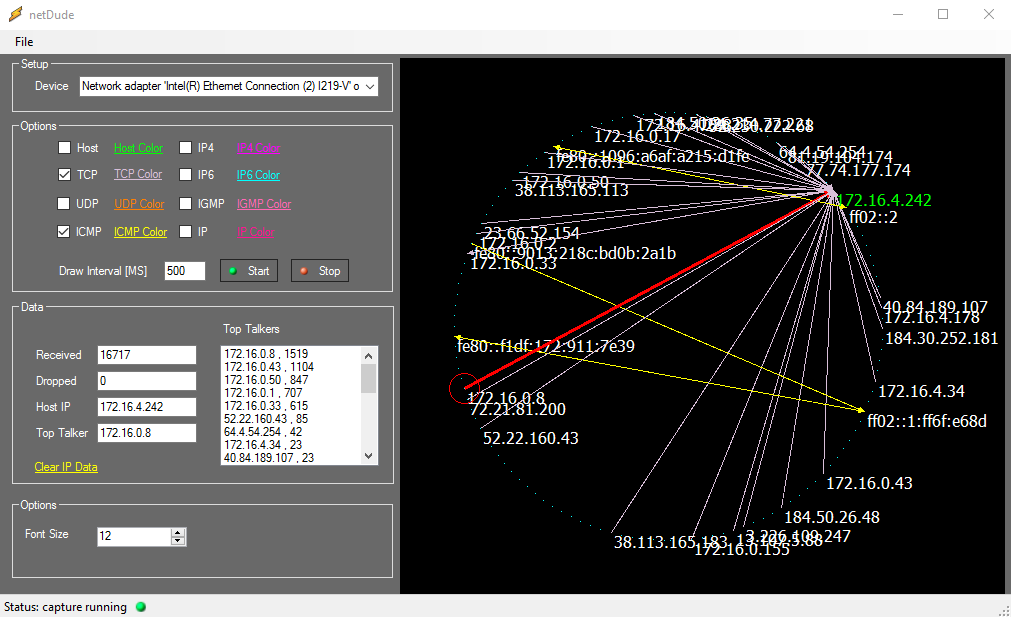 netDude
File
Setup
Device Network adapter 'Intel(R) Ethernet Connection (2) I219-V' o
Options
Host Host Color IP4
TCP TCP Color IP6 IP6 Color
UDP UDP Color IGMP IGMP Color
ICMP ICMP Color IP
Draw Interval [MS] 500 Start Stop
Data
Top Talkers
Received 16717
Dropped 0
Host IP 172.16.4.242
Top Talker 172.16.0.8
Clear IP Data
172.16.0.8 , 1519
172.16.0.43 , 1104
172.16.0.50 , 847
172.16.0.1 , 707
172.16.0.33 , 615
52.22.160.43 , 85
64.4.54.254 , 42
172.16.4.34 , 23
40.84.189.107 , 23
Options
Font Size 12
Status: capture running
172.16.0.17
64.4.54.254
81.19.104.174
fe80::1096:a6af:a215:d1fe
172.16.0.1
77.74.177.174
172.16.0.50
38.113.165.113
172.16.4.242
ff02::2
23.66.52.154
172.16.0.2
fe80::9013:218c:bd0b:2a1b
172.16.0.33
40.84.189.107
172.16.4.178
184.30.252.181
fe80::f1df:172:911:7e39
172.16.4.34
172.16.0.8
72.21.81.200
ff02::1:ff6f:e68d
52.22.160.43
172.16.0.43
184.50.26.48
3.226.109.247
172.16.0.155